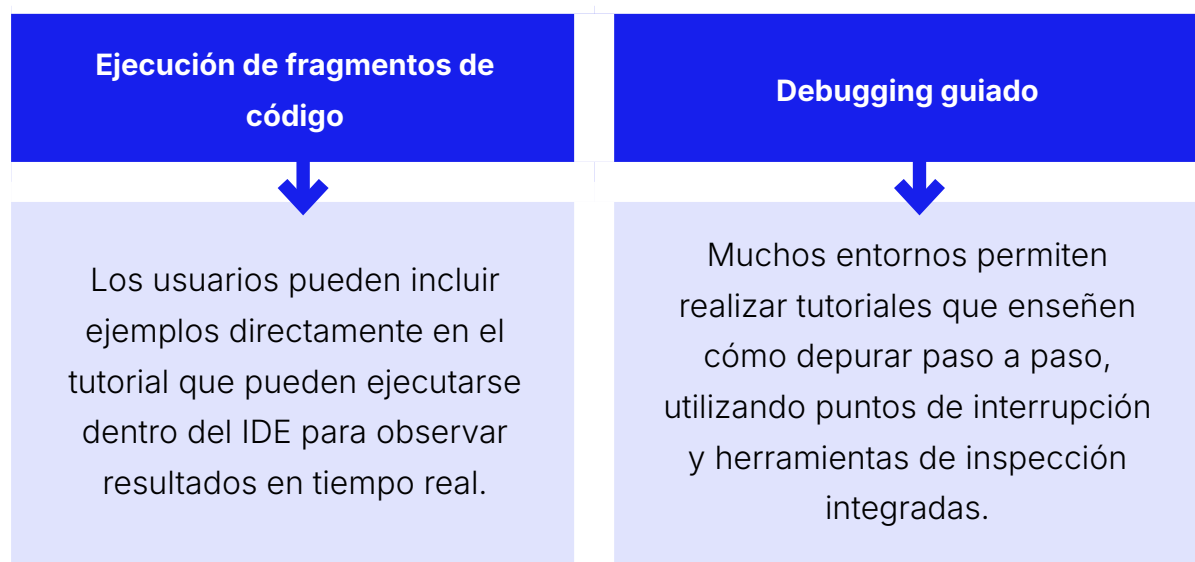 Ejecución de fragmentos de
código
Los usuarios pueden incluir
ejemplos directamente en el
tutorial que pueden ejecutarse
dentro del IDE para observar
resultados en tiempo real.
Debugging guiado
Muchos entornos permiten
realizar tutoriales que enseñen
cómo depurar paso a paso,
utilizando puntos de interrupción
y herramientas de inspección
integradas.